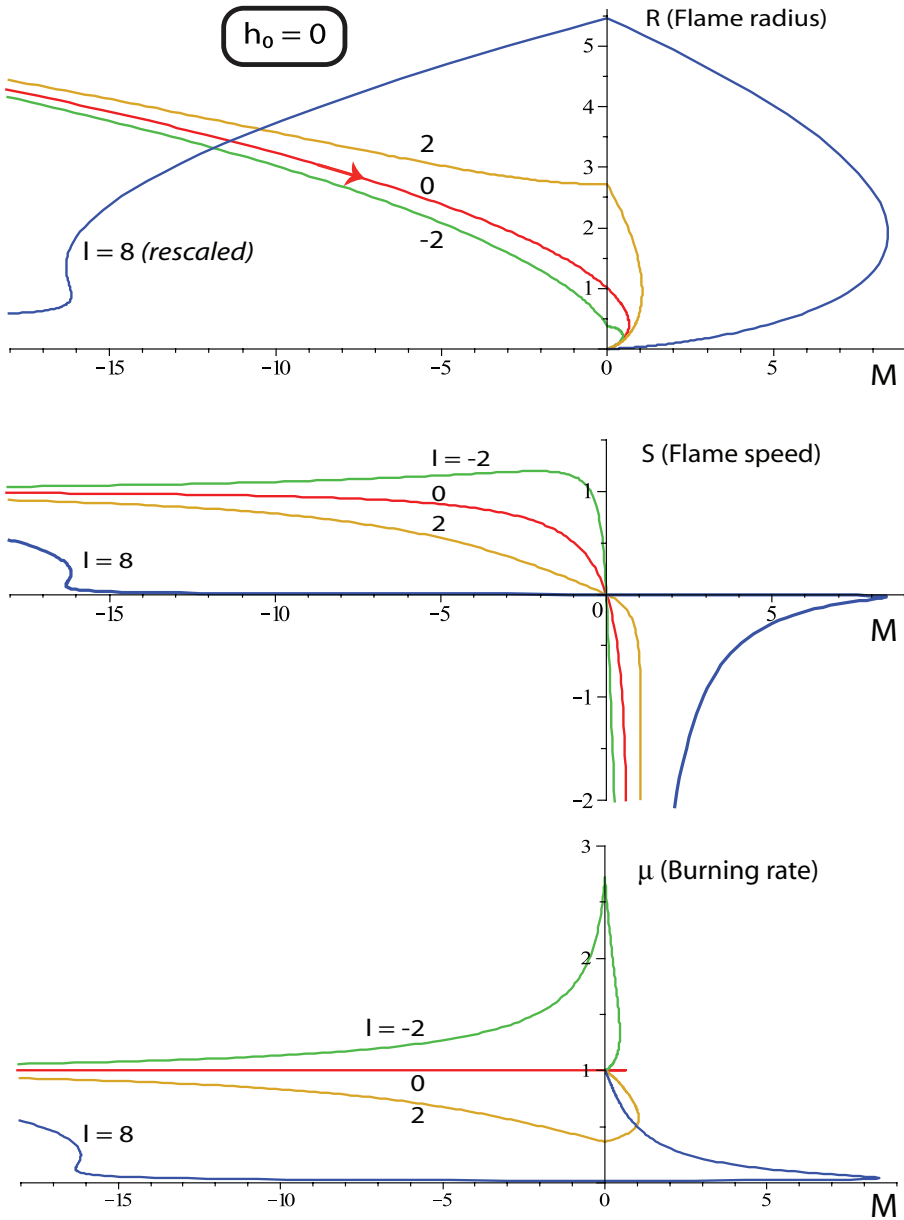 h₀ = 0
R (Flame radius)
5
4
3
2
1
2
0
-2
l = 8 (rescaled)
-15
-10
-5
0
5
M
S (Flame speed)
l = -2
0
2
l = 8
1
-15
-10
-5
0
5
M
-1
-2
3
μ (Burning rate)
2
l = -2
1
0
2
l = 8
-15
-10
-5
0
5
M